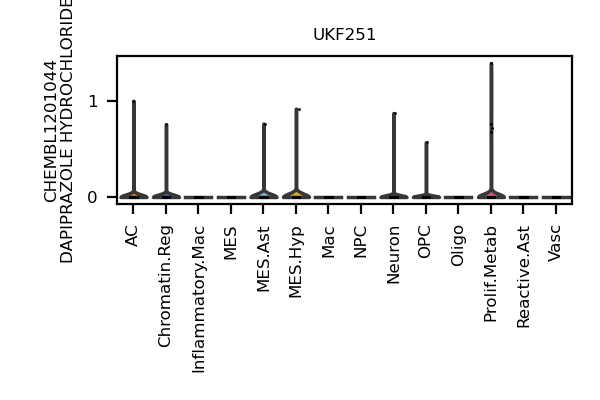 UKF251
CHEMBL1201044
DAPIPRAZOLE HYDROCHLORIDE
1
0
AC
Chromatin.Reg
Inflammatory.Mac
MES
MES.Ast
MES.Hyp
Mac
NPC
Neuron
OPC
Oligo
Prolif.Metab
Reactive.Ast
Vasc